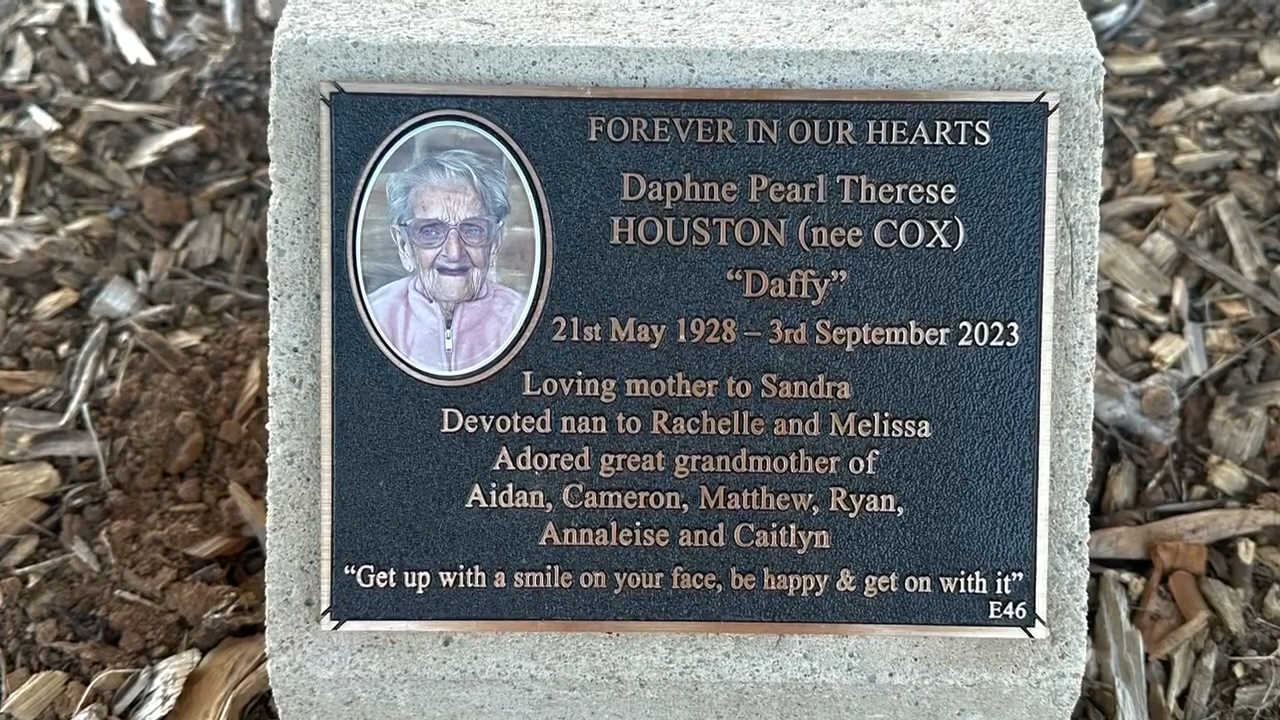 FOREVER IN OUR HEARTS
Daphne Pearl Therese
HOUSTON (nee COX)
“Daffy”
21st May 1928 – 3rd September 2023
Loving mother to Sandra
Devoted nan to Rachelle and Melissa
Adored great grandmother of
Aidan, Cameron, Matthew, Ryan,
Annaleise and Caitlyn
“Get up with a smile on your face, be happy & get on with it”
E46